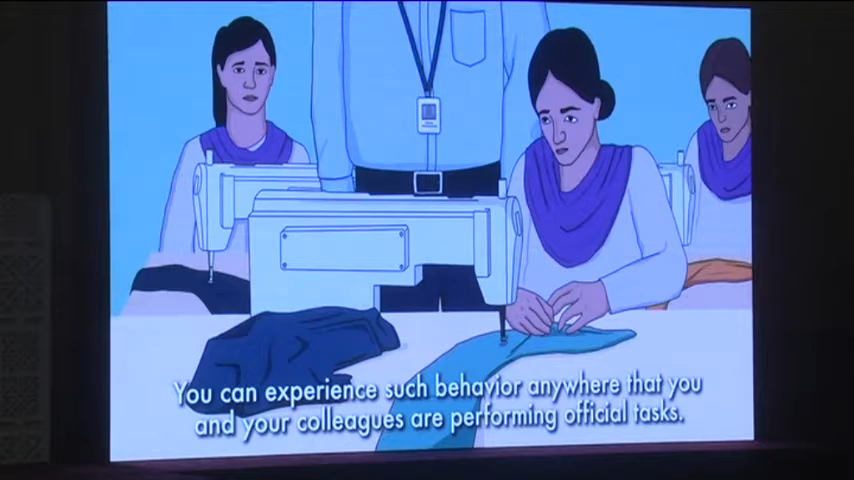 You can experience such behavior anywhere that you
and your colleagues are performing official tasks.